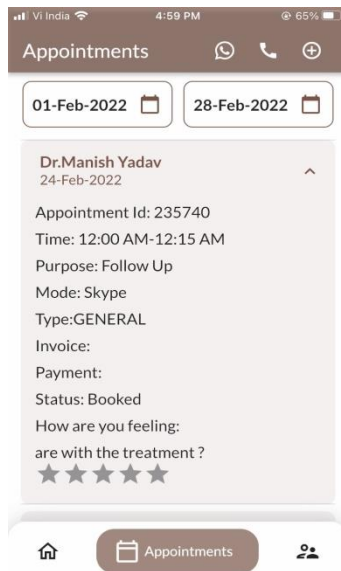 Vi India 4:59 PM 65%
Appointments
01-Feb-2022 28-Feb-2022
Dr.Manish Yadav
24-Feb-2022
Appointment Id: 235740
Time: 12:00 AM-12:15 AM
Purpose: Follow Up
Mode: Skype
Type:GENERAL
Invoice:
Payment:
Status: Booked
How are you feeling:
are with the treatment ?
Appointments